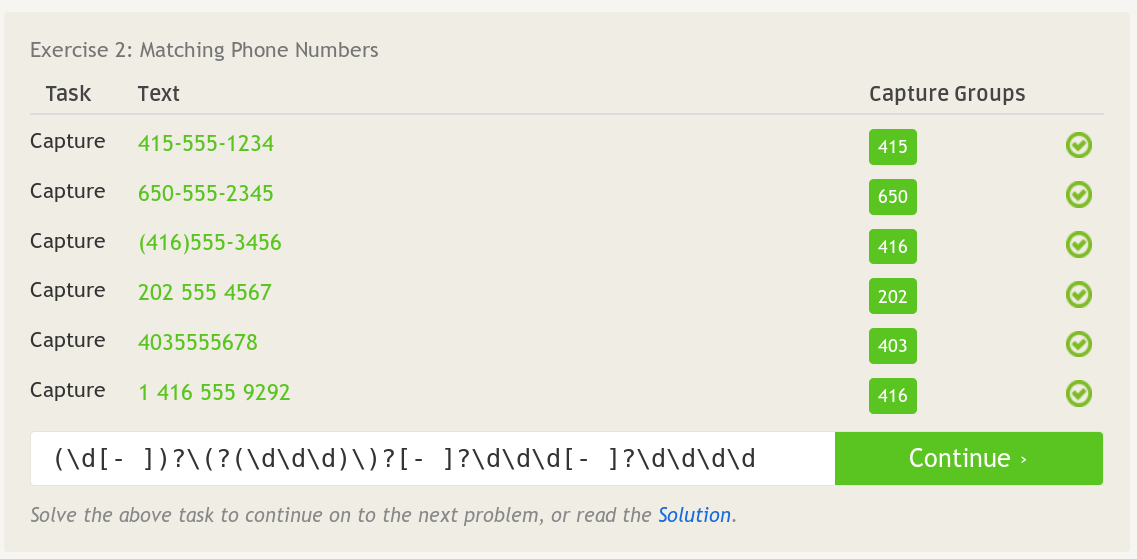 Exercise 2: Matching Phone Numbers
Task Text Capture Groups
Capture 415-555-1234 415
Capture 650-555-2345 650
Capture (416)555-3456 416
Capture 202 555 4567 202
Capture 4035555678 403
Capture 1 416 555 9292 416
(\d[- ])?\(?(\d\d\d)\)?[- ]?\d\d\d[- ]?\d\d\d\d Continue ›
Solve the above task to continue on to the next problem, or read the Solution.